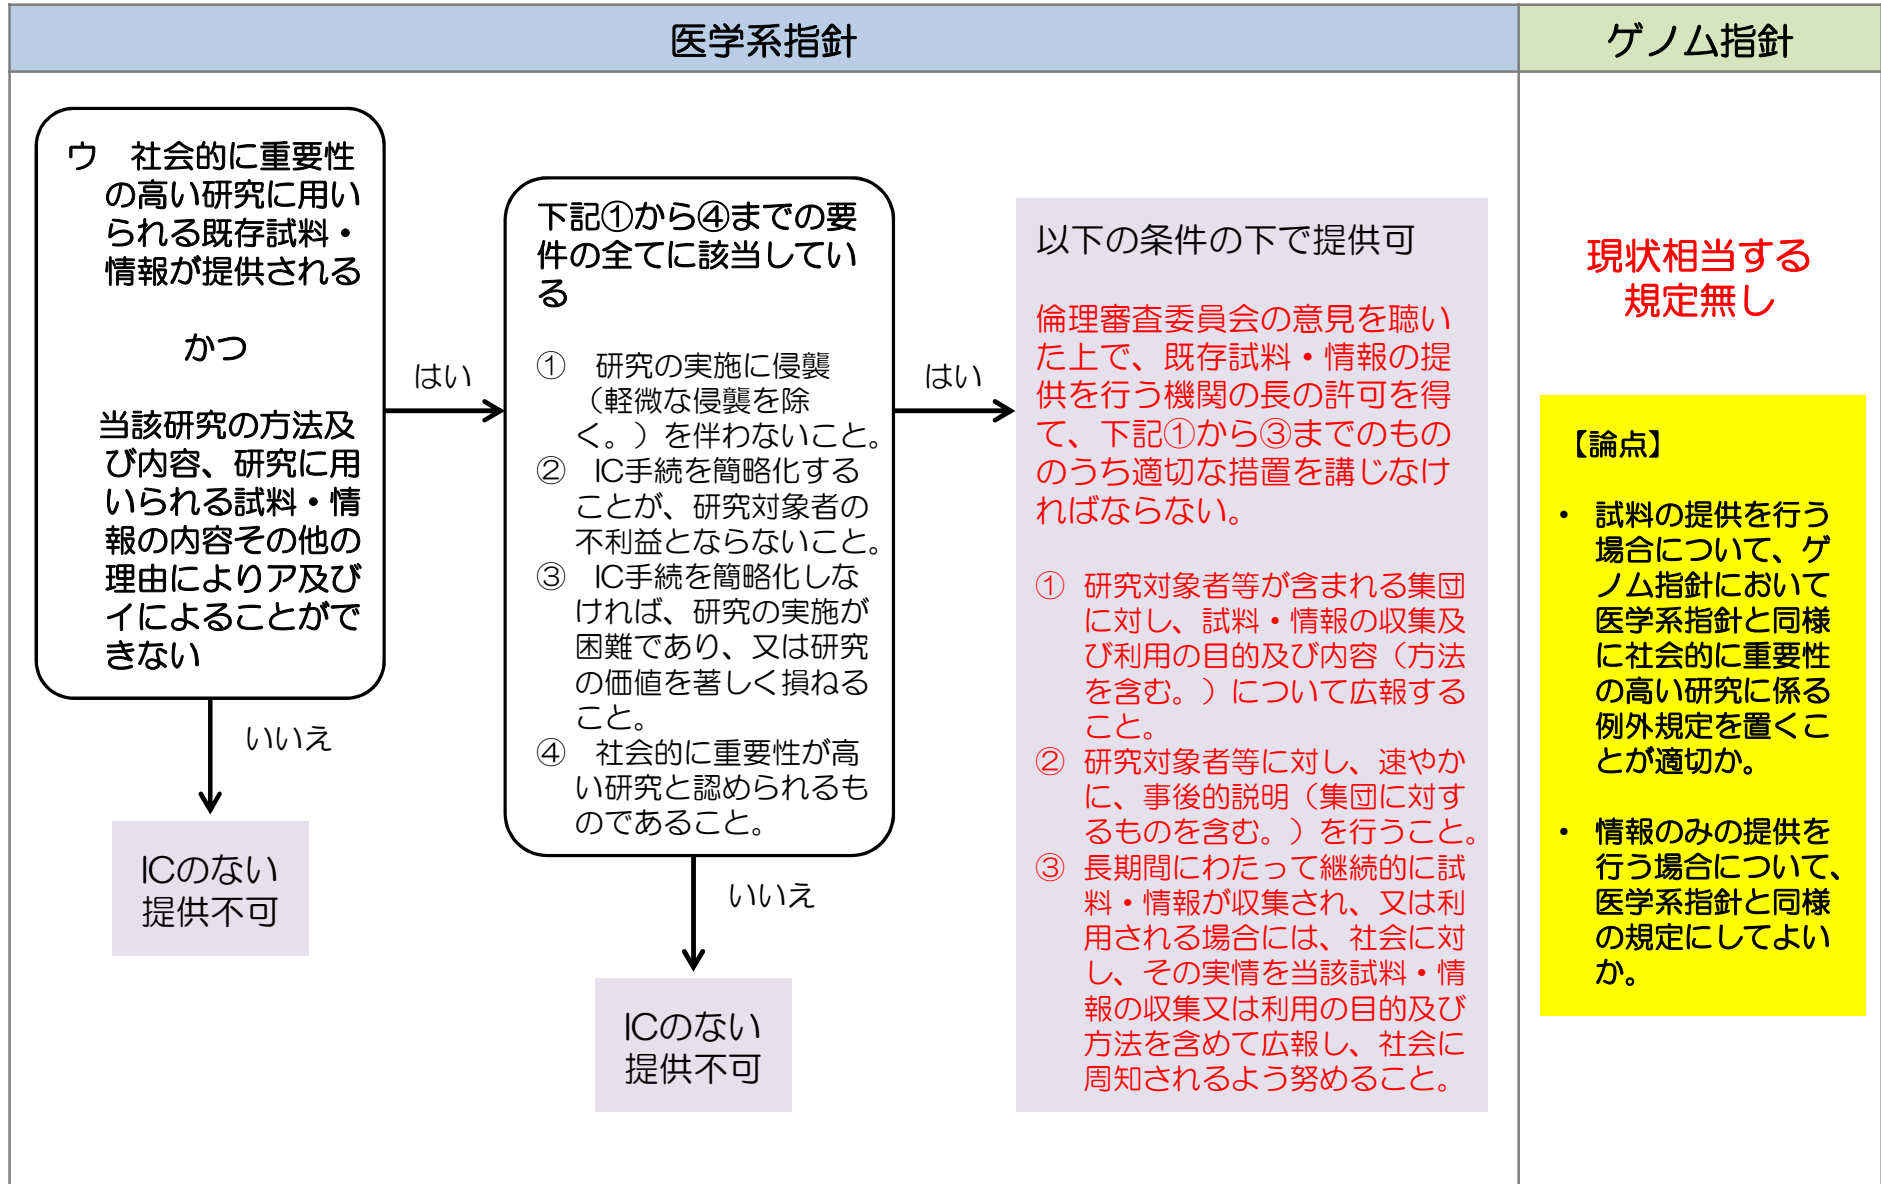 医学系指針
ゲノム指針
ウ　社会的に重要性
の高い研究に用い
られる既存試料・
情報が提供される
かつ
当該研究の方法及
び内容、研究に用
いられる試料・情
報の内容その他の
理由によりア及び
イによることがで
きない
はい
いいえ
ICのない
提供不可
下記①から④までの要
件の全てに該当してい
る
①　研究の実施に侵襲
（軽微な侵襲を除
く。）を伴わないこと。
②　IC手続を簡略化する
ことが、研究対象者の
不利益とならないこと。
③　IC手続を簡略化しな
ければ、研究の実施が
困難であり、又は研究
の価値を著しく損ねる
こと。
④　社会的に重要性が高
い研究と認められるも
のであること。
はい
いいえ
ICのない
提供不可
以下の条件の下で提供可
倫理審査委員会の意見を聴い
た上で、既存試料・情報の提
供を行う機関の長の許可を得
て、下記①から③までのもの
のうち適切な措置を講じなけ
ればならない。
① 研究対象者等が含まれる集団
に対し、試料・情報の収集及
び利用の目的及び内容（方法
を含む。）について広報する
こと。
② 研究対象者等に対し、速やか
に、事後的説明（集団に対す
るものを含む。）を行うこと。
③ 長期間にわたって継続的に試
料・情報が収集され、又は利
用される場合には、社会に対
し、その実情を当該試料・情
報の収集又は利用の目的及び
方法を含めて広報し、社会に
周知されるよう努めること。
現状相当する
規定無し
【論点】
• 試料の提供を行う
場合について、ゲ
ノム指針において
医学系指針と同様
に社会的に重要性
の高い研究に係る
例外規定を置くこ
とが適切か。
• 情報のみの提供を
行う場合について、
医学系指針と同様
の規定にしてよい
か。